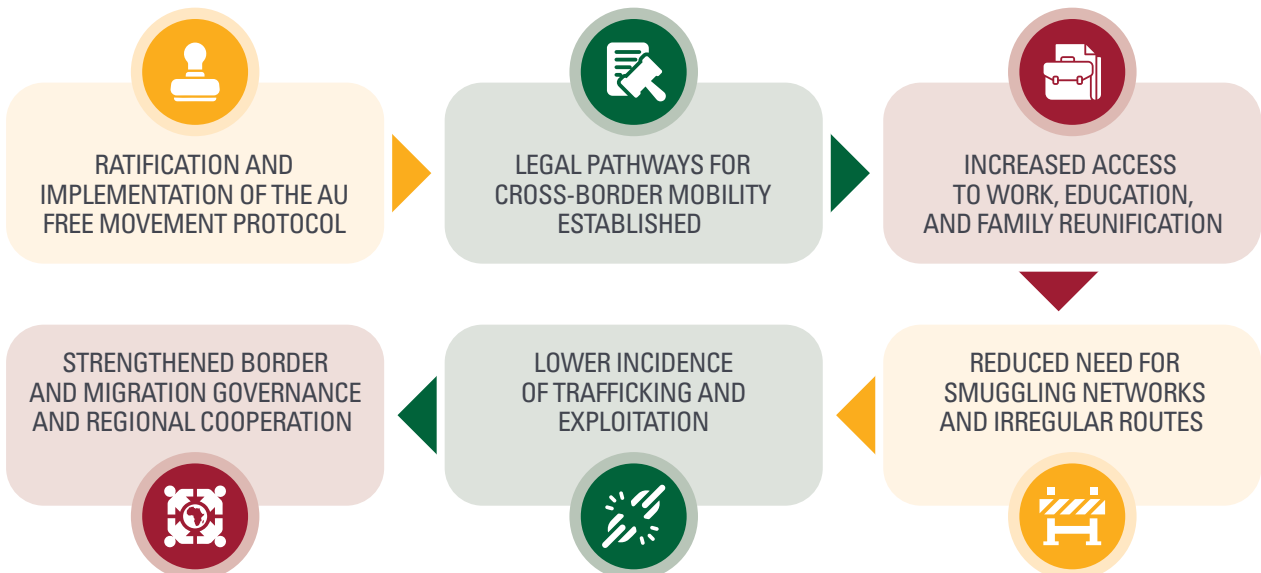 RATIFICATION AND
IMPLEMENTATION OF THE AU
FREE MOVEMENT PROTOCOL
LEGAL PATHWAYS FOR
CROSS-BORDER MOBILITY
ESTABLISHED
INCREASED ACCESS
TO WORK, EDUCATION,
AND FAMILY REUNIFICATION
REDUCED NEED FOR
SMUGGLING NETWORKS
AND IRREGULAR ROUTES
LOWER INCIDENCE
OF TRAFFICKING AND
EXPLOITATION
STRENGTHENED BORDER
AND MIGRATION GOVERNANCE
AND REGIONAL COOPERATION